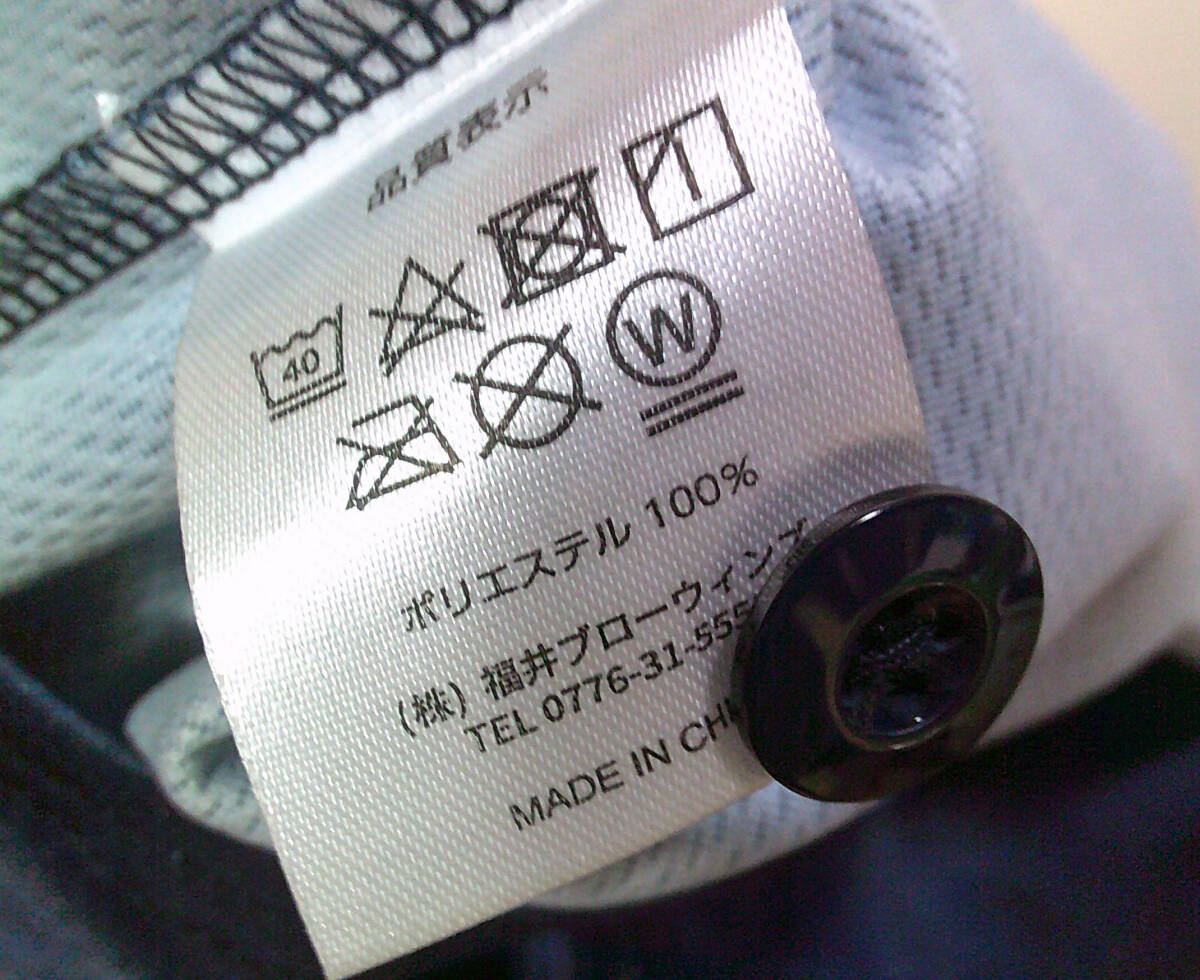 品質表示
40
W
ポリエステル 100%
(株) 福井ブローウィンズ
TEL 0776-31-555
MADE IN